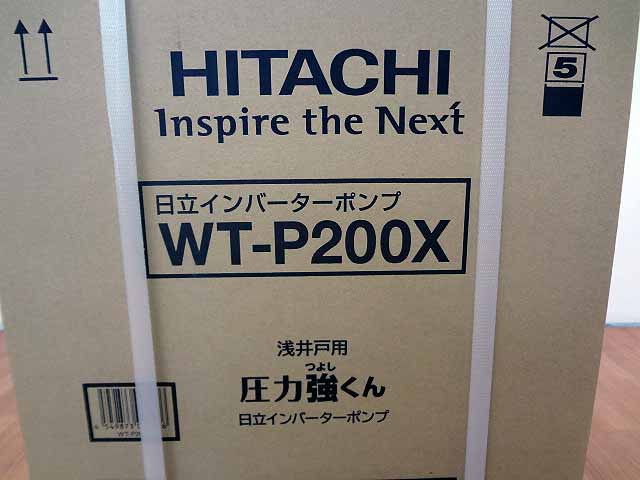 HITACHI
Inspire the Next
5
日立インバーターポンプ
WT-P200X
浅井戸用
つよし
圧力強くん
日立インバーターポンプ